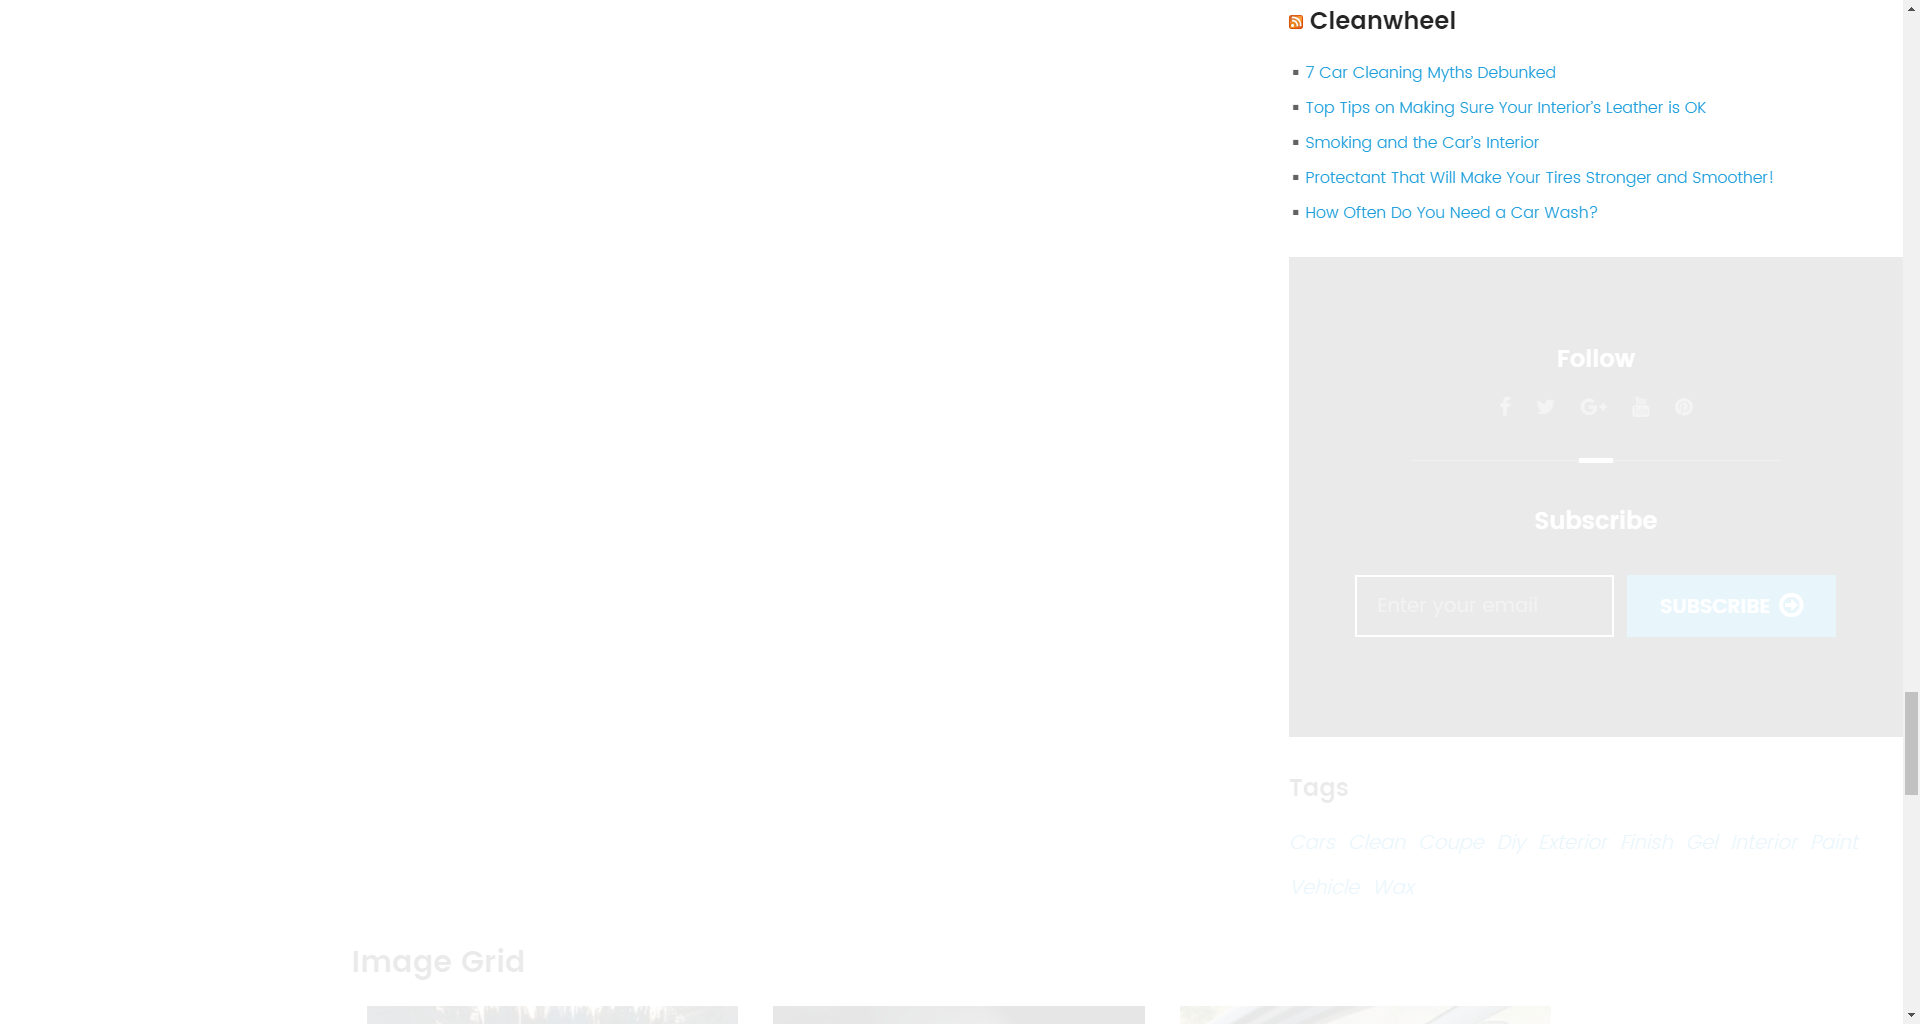 Cleanwheel
7 Car Cleaning Myths Debunked
Top Tips on Making Sure Your Interior's Leather is OK
Smoking and the Car's Interior
Protectant That Will Make Your Tires Stronger and Smoother!
How Often Do You Need a Car Wash?
Follow
Subscribe
Enter your email
SUBSCRIBE
Tags
Cars Clean Coupe Diy Exterior Finish Gel Interior Paint
Vehicle Wax
Image Grid